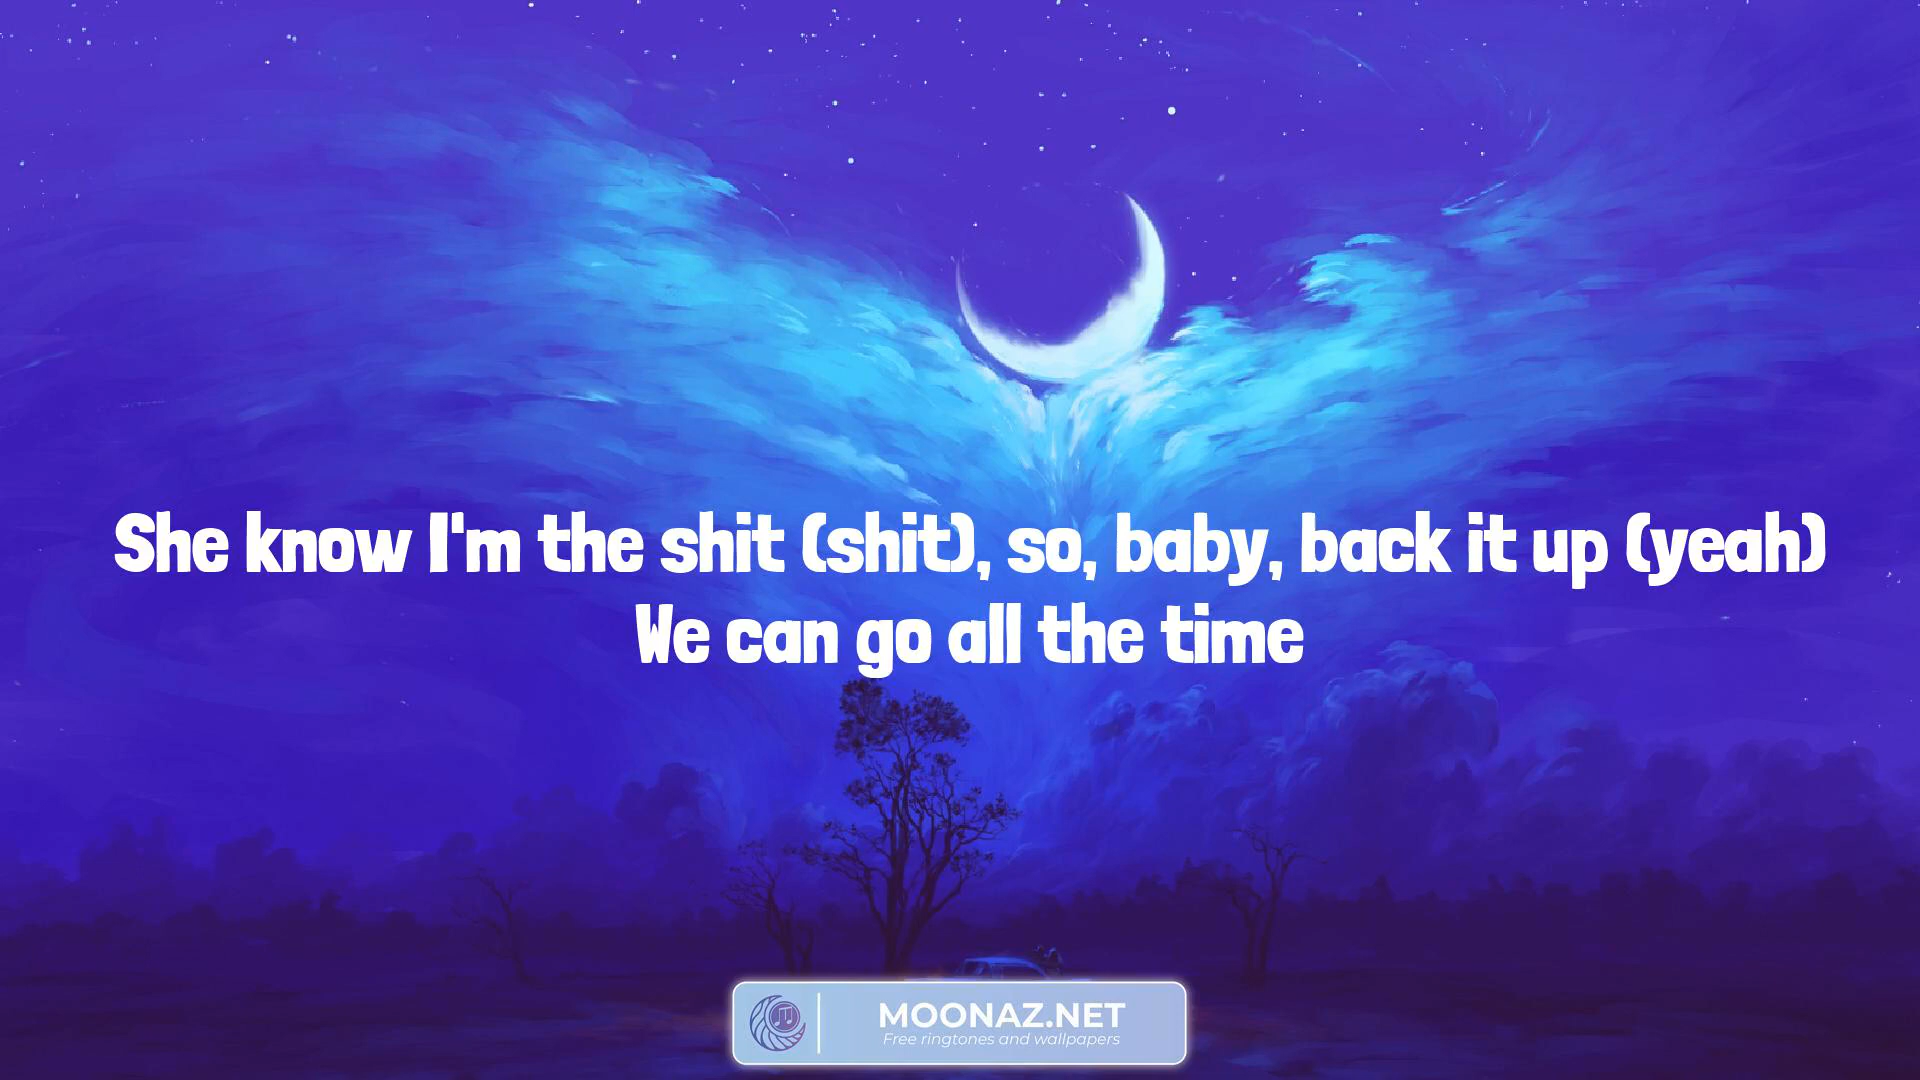 She know I'm the shit (shit), so, baby, back it up (yeah)
We can go all the time
MOONAZ.NET
Free ringtones and wallpapers